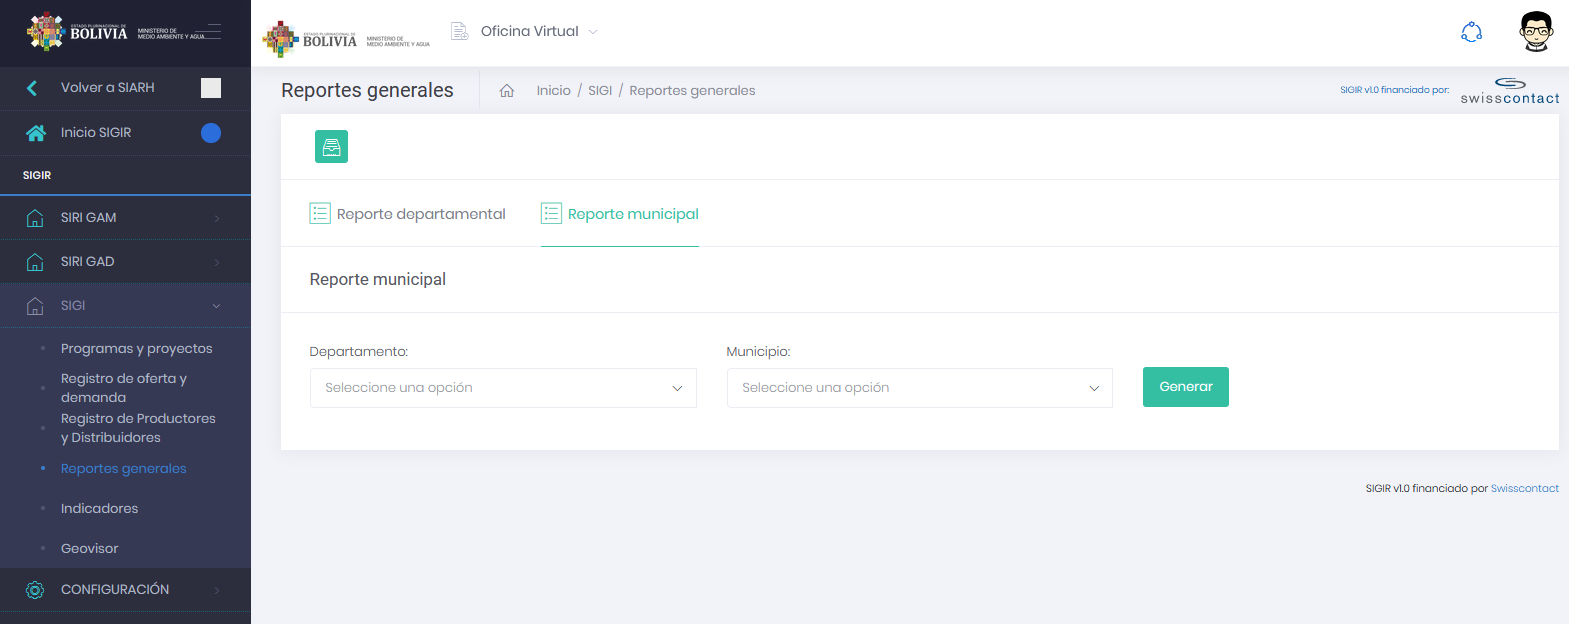 ESTADO PLURINACIONAL DE
BOLIVIA
MINISTERIO DE
MEDIO AMBIENTE Y AGUA
Volver a SIARH
Inicio SIGIR
SIGIR
SIRI GAM
SIRI GAD
SIGI
Programas y proyectos
Registro de oferta y
demanda
Registro de Productores
y Distribuidores
Reportes generales
Indicadores
Geovisor
CONFIGURACIÓN
ESTADO PLURINACIONAL DE
BOLIVIA
MINISTERIO DE
MEDIO AMBIENTE Y AGUA
Oficina Virtual
Reportes generales
Inicio / SIGI / Reportes generales
SIGIR v1.0 financiado por:
swisscontact
Reporte departamental
Reporte municipal
Reporte municipal
Departamento:
Municipio:
Seleccione una opción
Seleccione una opción
Generar
SIGIR v1.0 financiado por Swisscontact